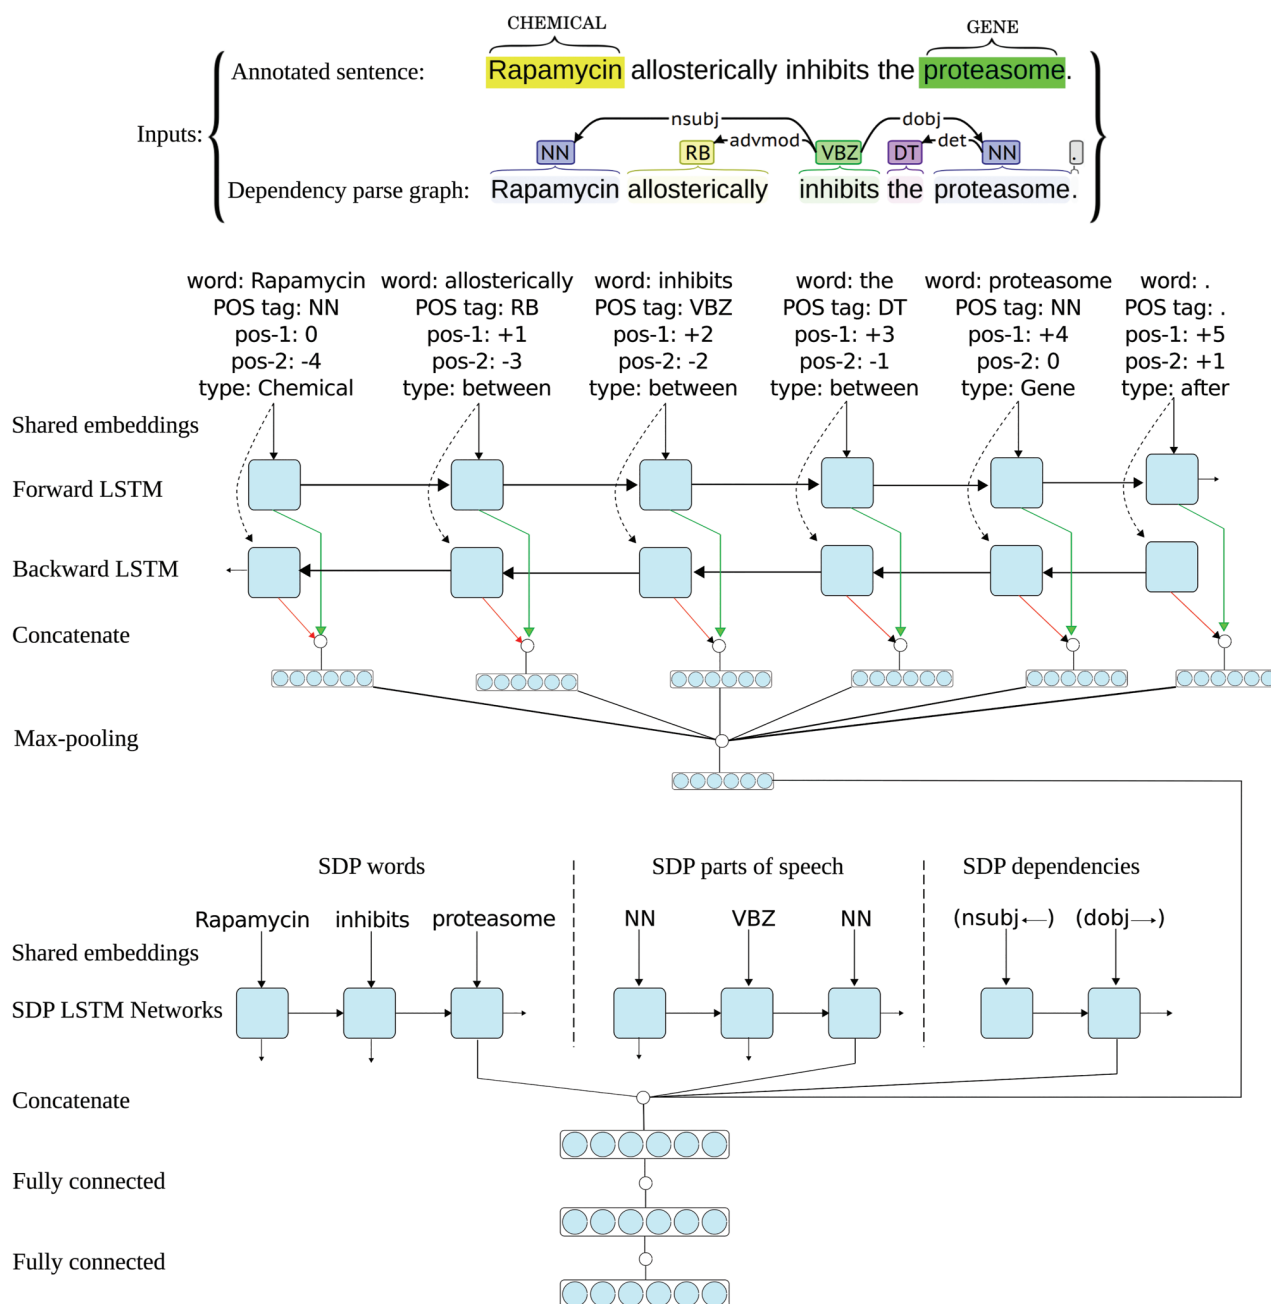 CHEMICAL GENE
Annotated sentence: Rapamycin allosterically inhibits the proteasome.
Inputs:
nsubj dobj
advmod det
NN RB VBZ DT NN .
Dependency parse graph: Rapamycin allosterically inhibits the proteasome.
word: Rapamycin word: allosterically word: inhibits word: the word: proteasome word: .
POS tag: NN POS tag: RB POS tag: VBZ POS tag: DT POS tag: NN POS tag: .
pos-1: 0 pos-1: +1 pos-1: +2 pos-1: +3 pos-1: +4 pos-1: +5
pos-2: -4 pos-2: -3 pos-2: -2 pos-2: -1 pos-2: 0 pos-2: +1
type: Chemical type: between type: between type: between type: Gene type: after
Shared embeddings
Forward LSTM
Backward LSTM
Concatenate
Max-pooling
SDP words SDP parts of speech SDP dependencies
Rapamycin inhibits proteasome NN VBZ NN (nsubj←) (dobj→)
Shared embeddings
SDP LSTM Networks
Concatenate
Fully connected
Fully connected